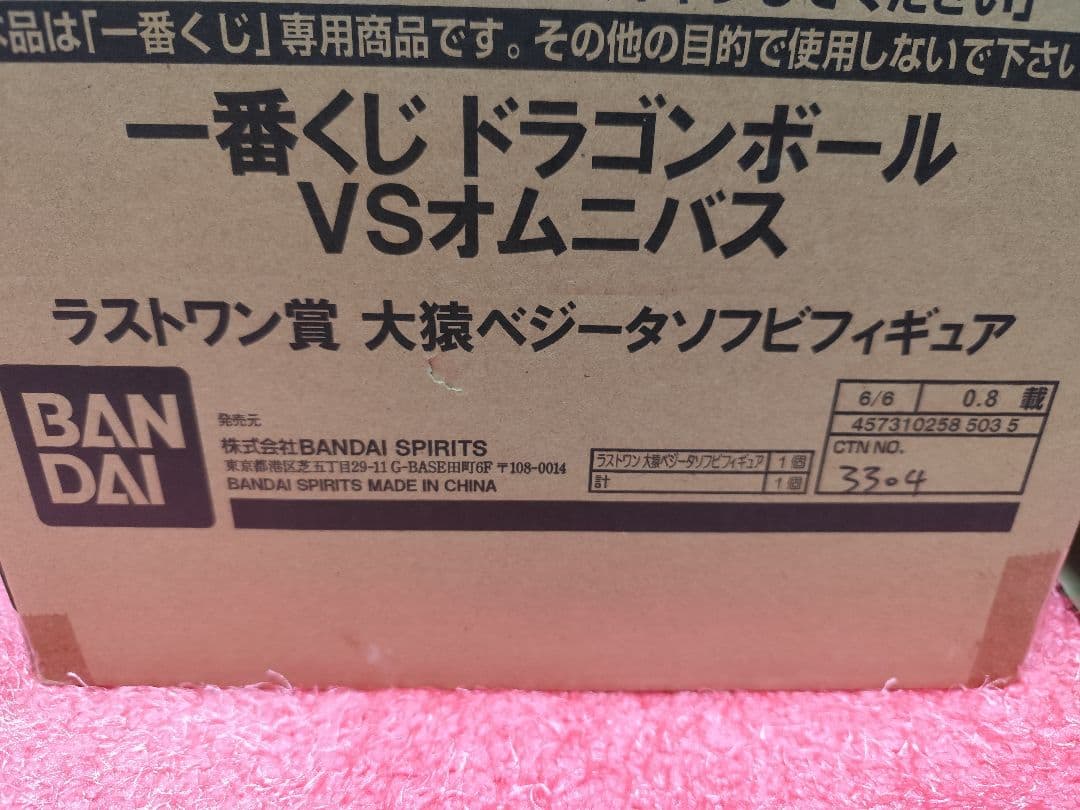 てください」
本品は「一番くじ」専用商品です。その他の目的で使用しないで下さい
一番くじ ドラゴンボール
VSオムニバス
ラストワン賞 大猿ベジータソフビフィギュア
BAN
DAI
発売元
株式会社BANDAI SPIRITS
東京都港区芝五丁目29-11 G-BASE田町6F 〒108-0014
BANDAI SPIRITS MADE IN CHINA
ラストワン 大猿ベジータソフビフィギュア 1個
計 1個
6/6 0.8 載
457310258 503 5
CTN NO.
3304